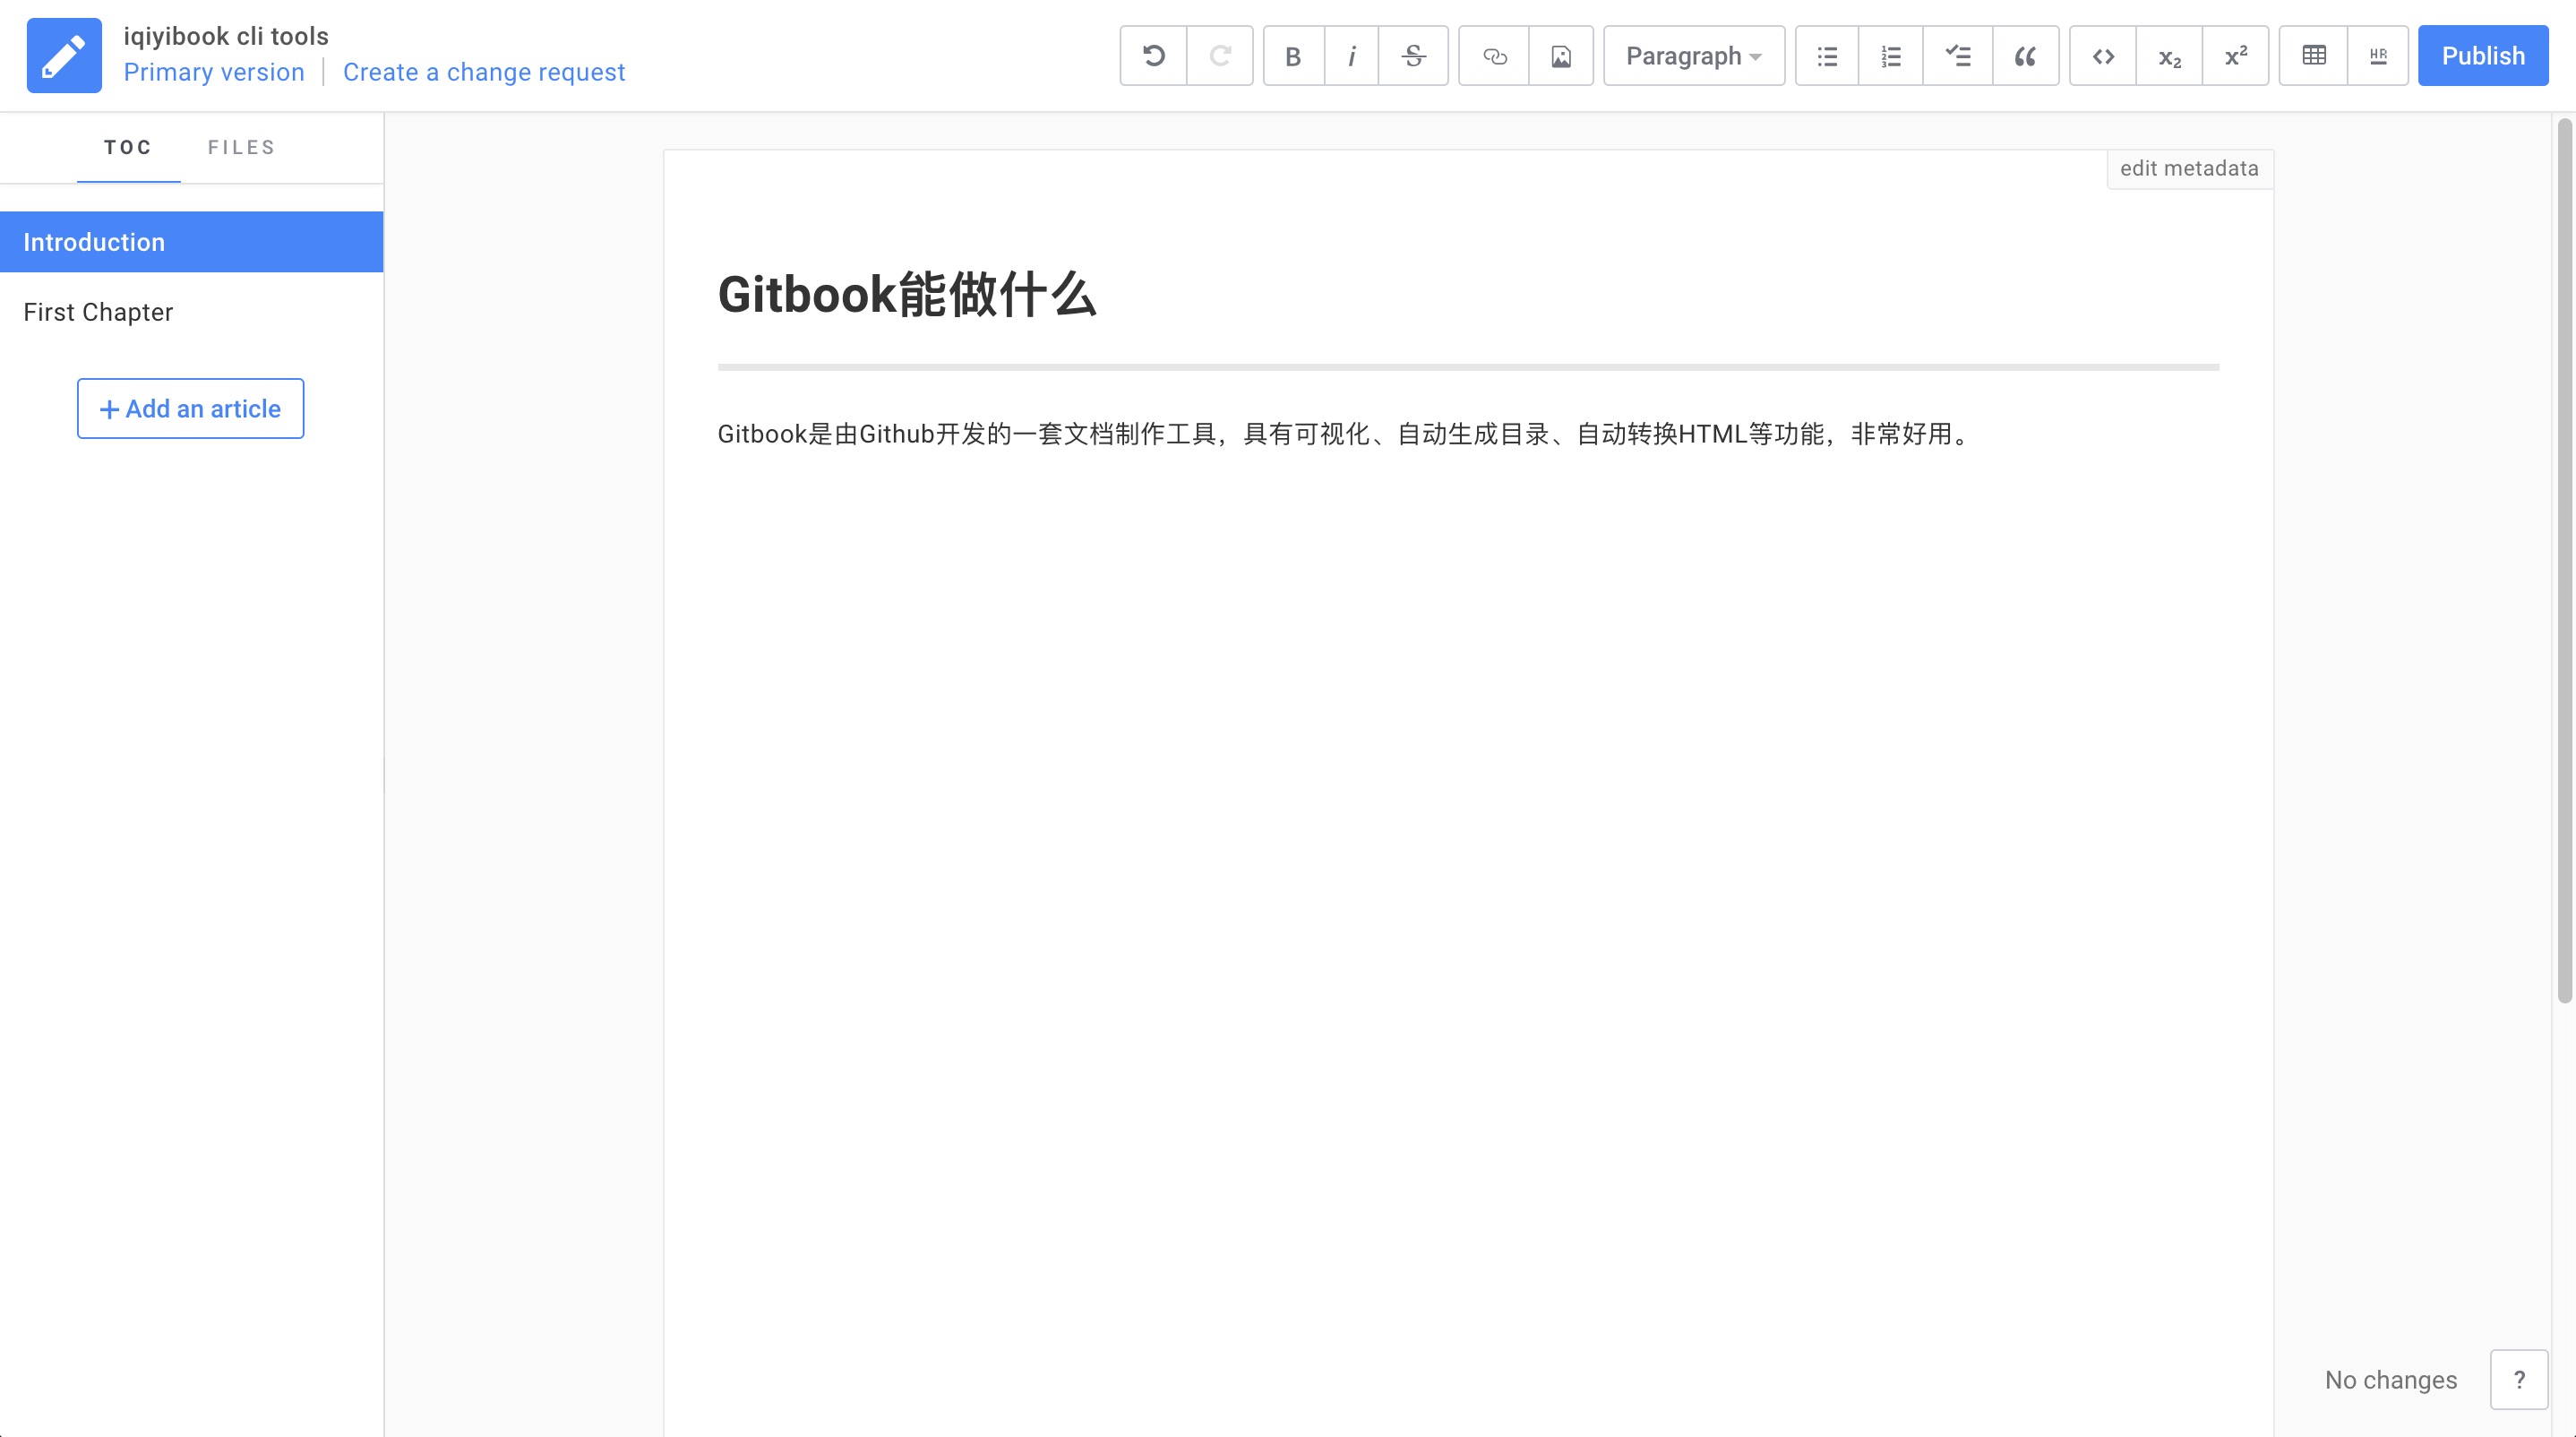 iqiyibook cli tools
Primary version
Create a change request
B
i
S
Paragraph
x₂
x²
HR
Publish
TOC
FILES
Introduction
First Chapter
+ Add an article
edit metadata
Gitbook能做什么
Gitbook是由Github开发的一套文档制作工具，具有可视化、自动生成目录、自动转换HTML等功能，非常好用。
No changes
?